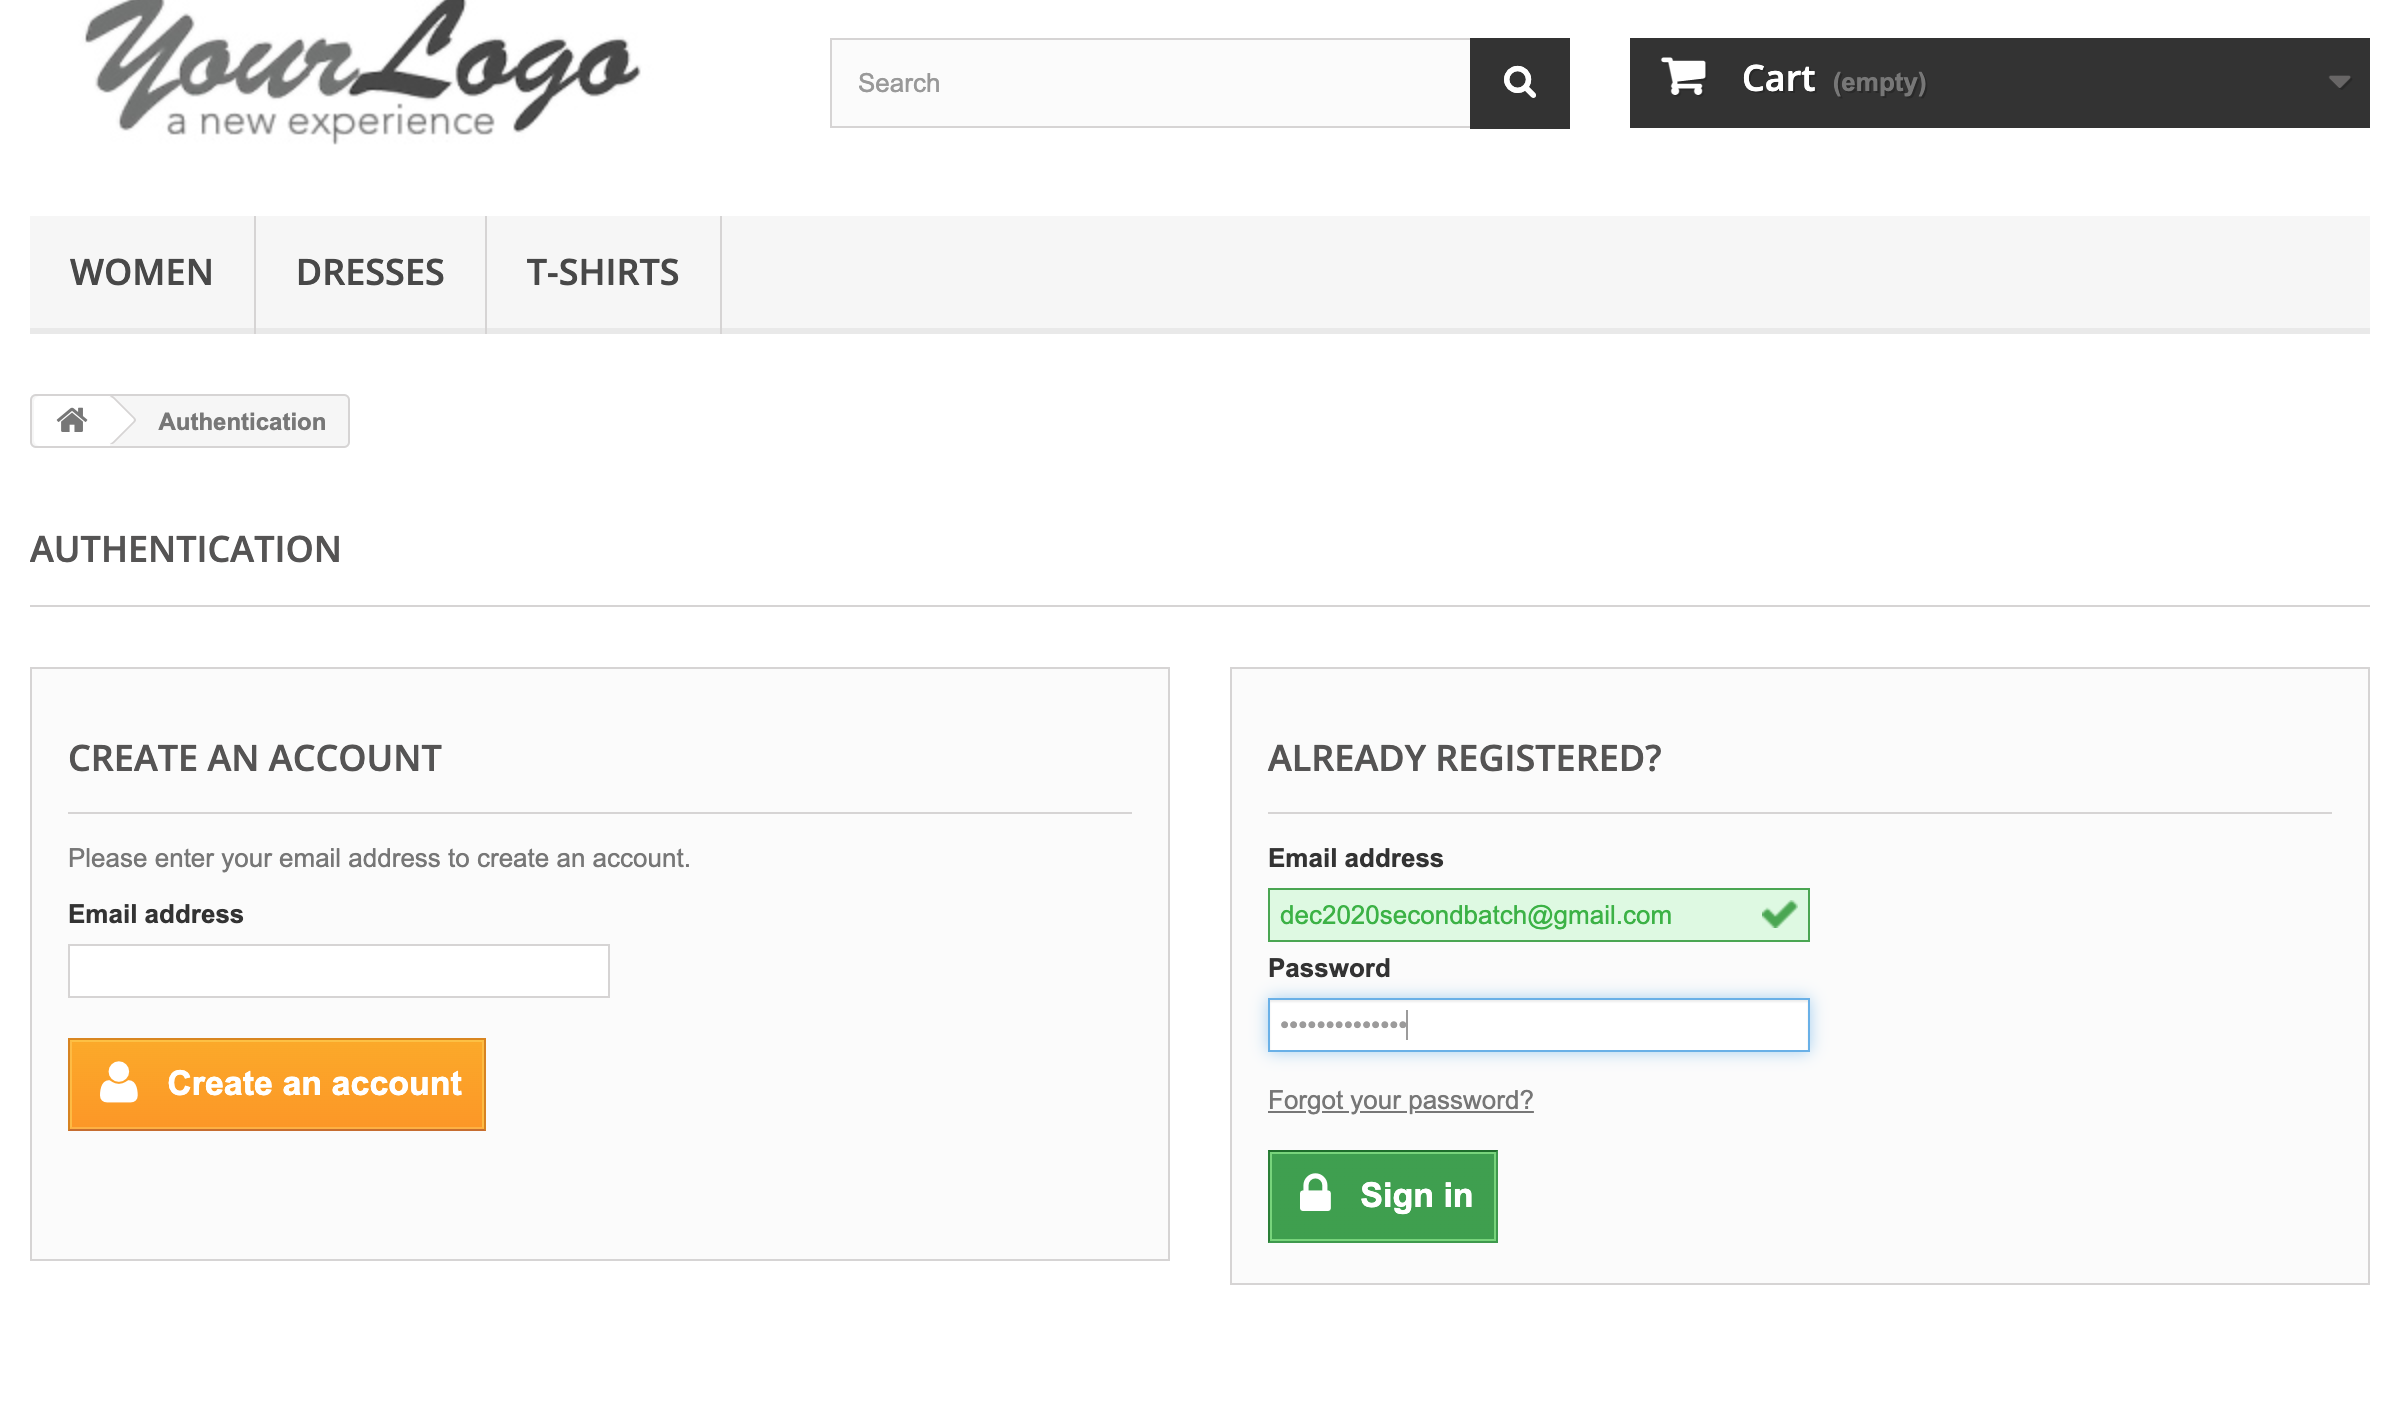 YourLogo
a new experience
Search
Cart (empty)
WOMEN
DRESSES
T-SHIRTS
Authentication
AUTHENTICATION
CREATE AN ACCOUNT
Please enter your email address to create an account.
Email address
Create an account
ALREADY REGISTERED?
Email address
dec2020secondbatch@gmail.com
Password
••••••••••••••
Forgot your password?
Sign in